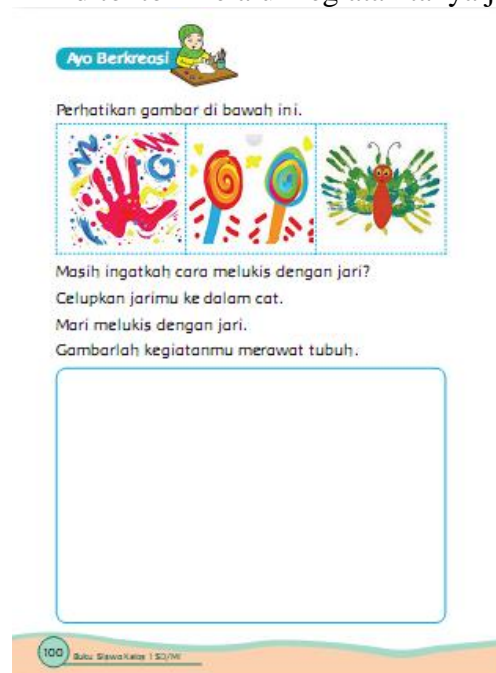 Ayo Berkreasi
Perhatikan gambar di bawah ini.
Masih ingatkah cara melukis dengan jari?
Celupkan jarimu ke dalam cat.
Mari melukis dengan jari.
Gambarlah kegiatanmu merawat tubuh.
100
Buku Siswa Kelas 1 SD/MI